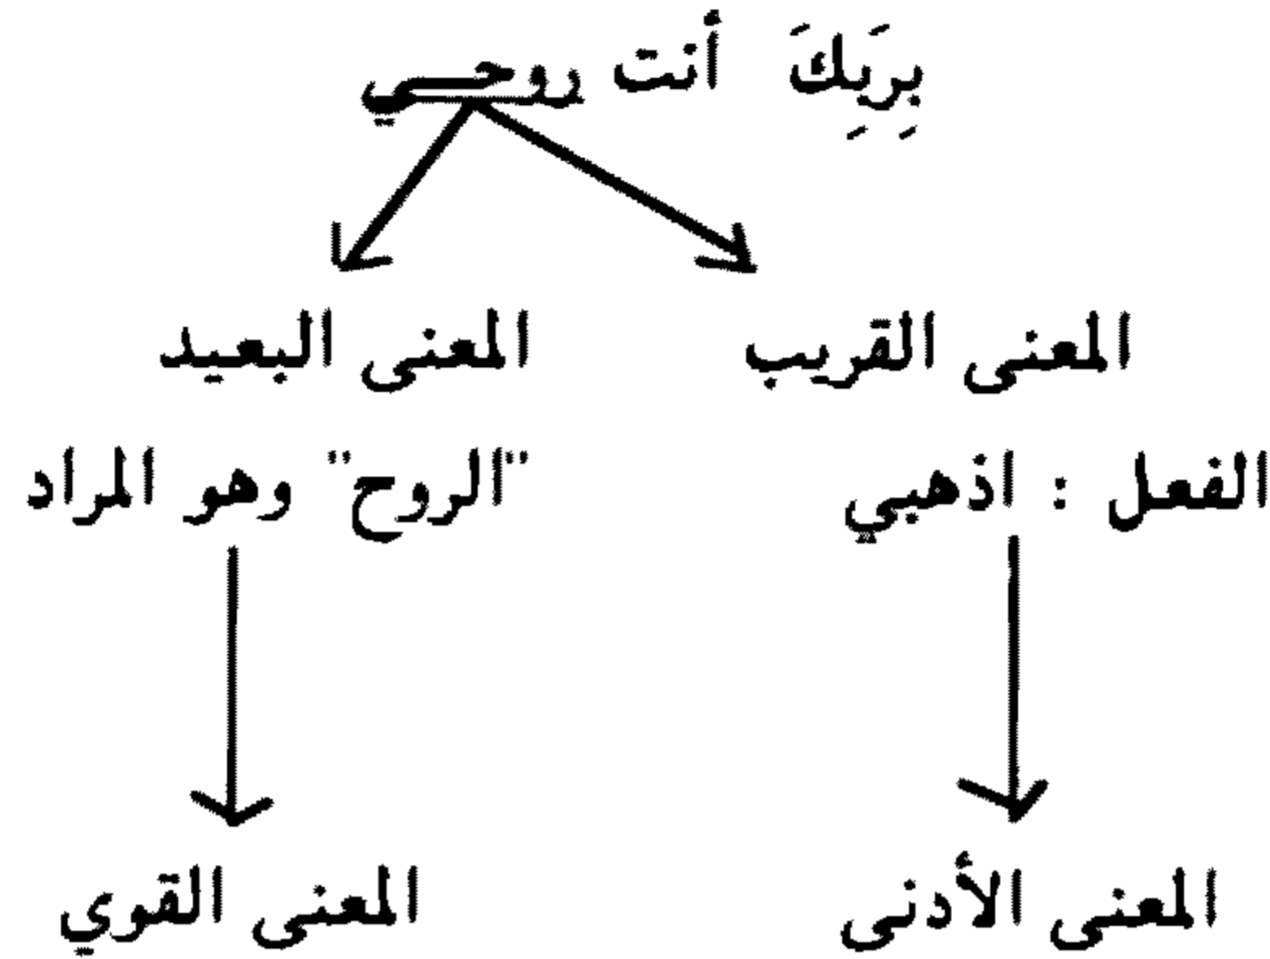 بِرَبِكَ أنت روحي
المعنى القريب
المعنى البعيد
الفعل : اذهبي
"الروح" وهو المراد
المعنى الأدنى
المعنى القوي